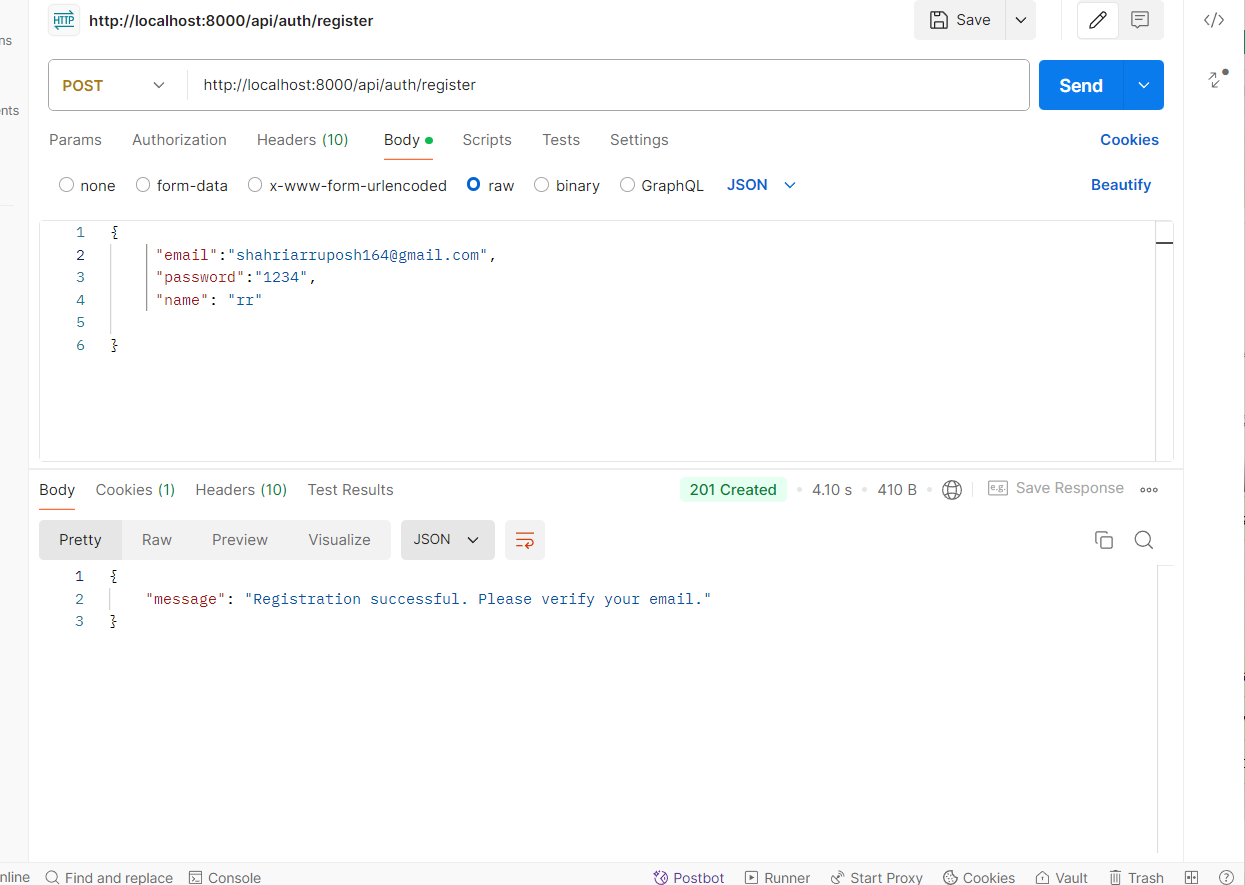 HTTP http://localhost:8000/api/auth/register Save
ns
POST http://localhost:8000/api/auth/register Send
ents
Params Authorization Headers (10) Body Scripts Tests Settings Cookies
none form-data x-www-form-urlencoded raw binary GraphQL JSON Beautify
1 {
2 "email":"shahriarruposh164@gmail.com",
3 "password":"1234",
4 "name": "rr"
5
6 }
Body Cookies (1) Headers (10) Test Results 201 Created 4.10 s 410 B e.g. Save Response
Pretty Raw Preview Visualize JSON
1 {
2 "message": "Registration successful. Please verify your email."
3 }
nline Find and replace Console Postbot Runner Start Proxy Cookies Vault Trash